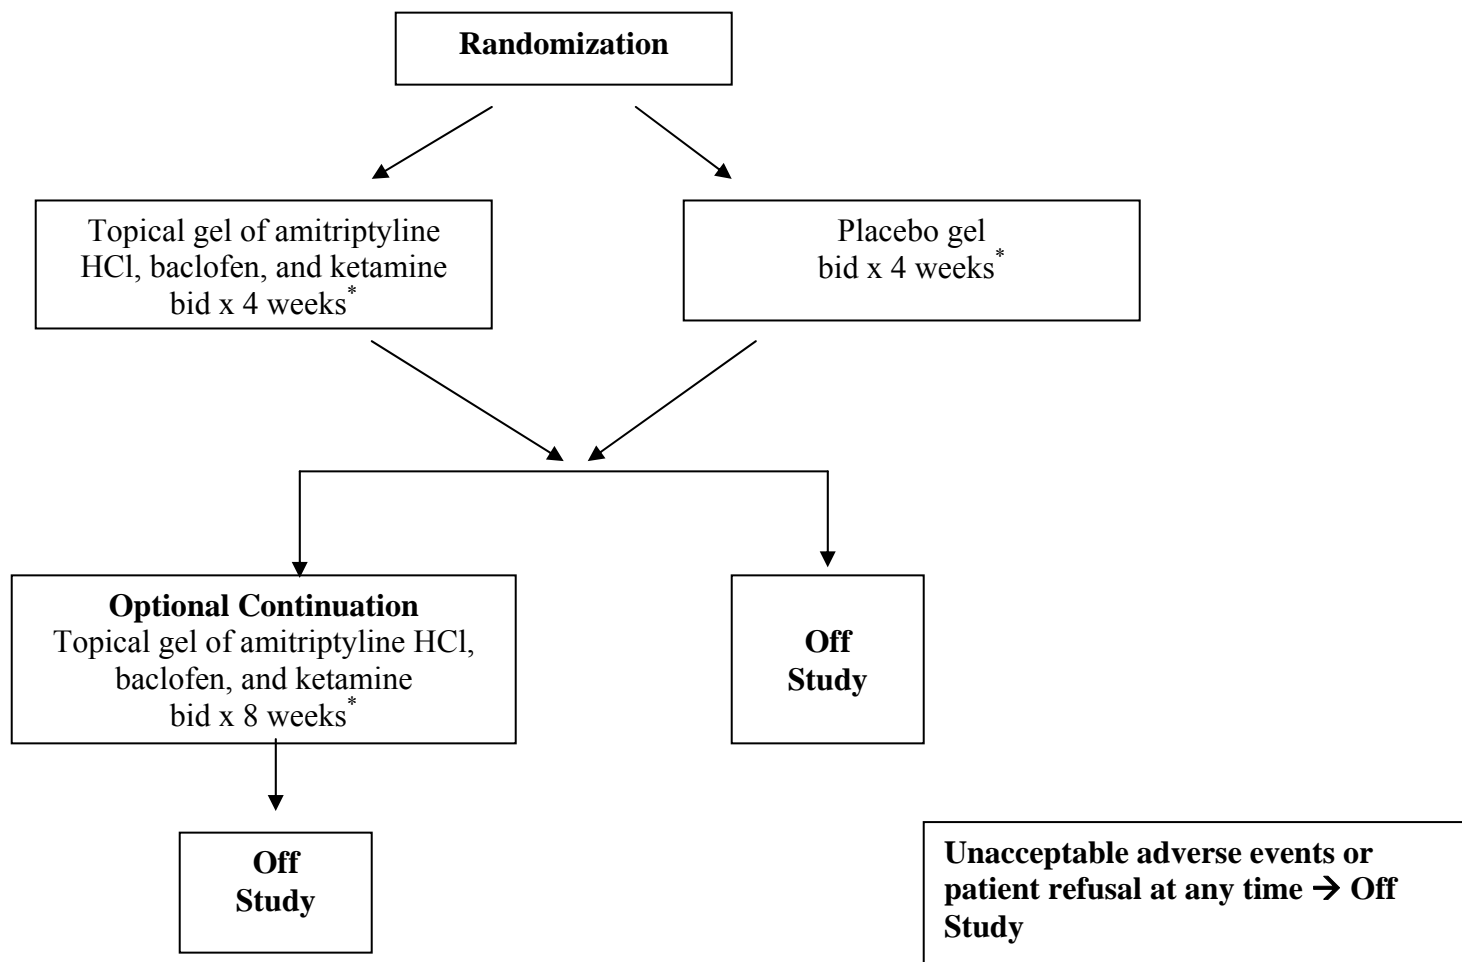 Randomization
Topical gel of amitriptyline
HCl, baclofen, and ketamine
bid x 4 weeks*
Placebo gel
bid x 4 weeks*
Optional Continuation
Topical gel of amitriptyline HCl,
baclofen, and ketamine
bid x 8 weeks*
Off
Study
Off
Study
Unacceptable adverse events or
patient refusal at any time → Off
Study